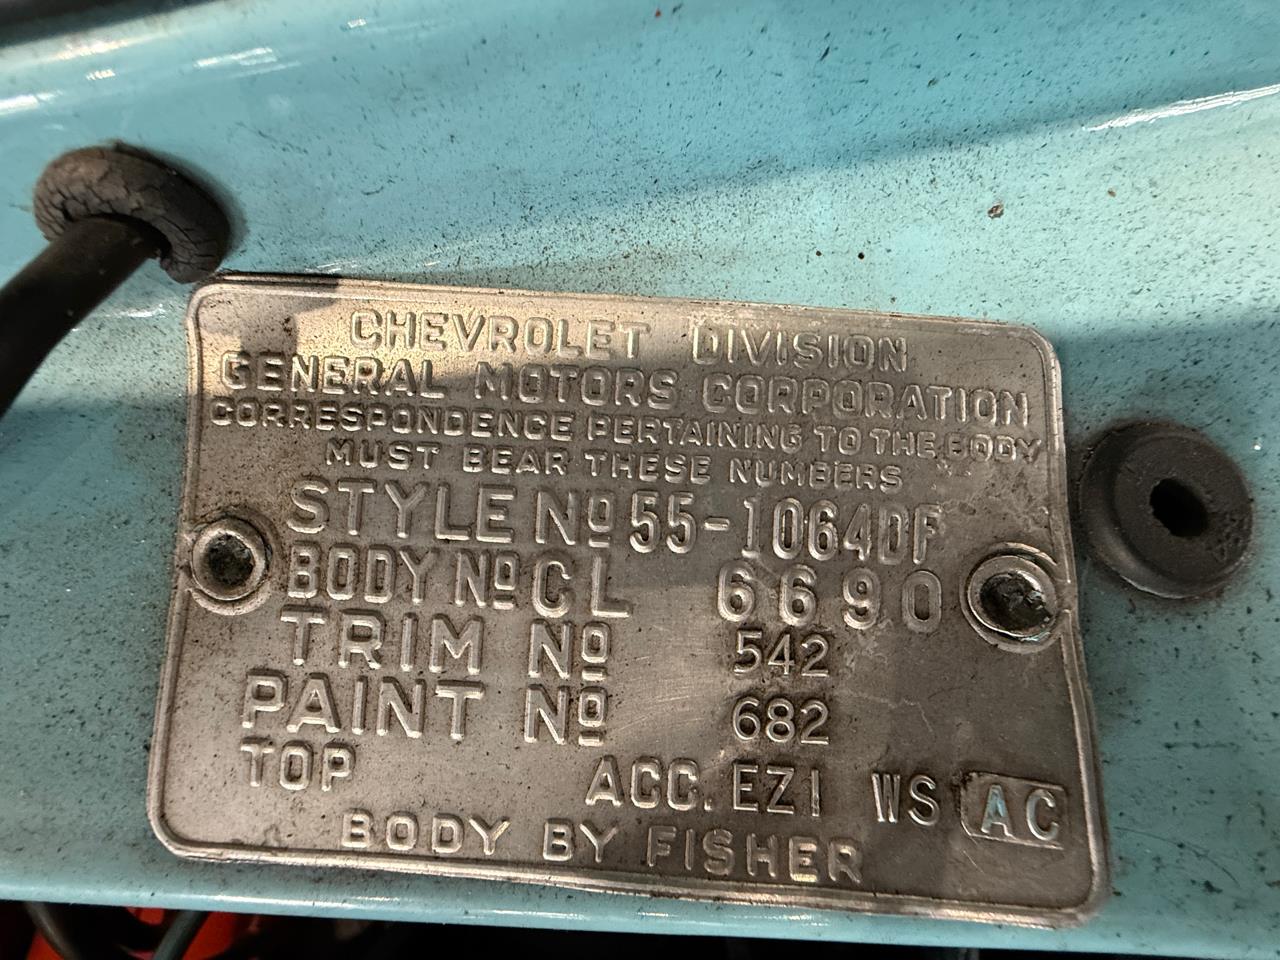 CHEVROLET DIVISION
GENERAL MOTORS CORPORATION
CORRESPONDENCE PERTAINING TO THE BODY
MUST BEAR THESE NUMBERS
STYLE Nº 55-1064DF
BODY Nº CL 6690
TRIM Nº 542
PAINT Nº 682
TOP ACC. EZI WS AC
BODY BY FISHER